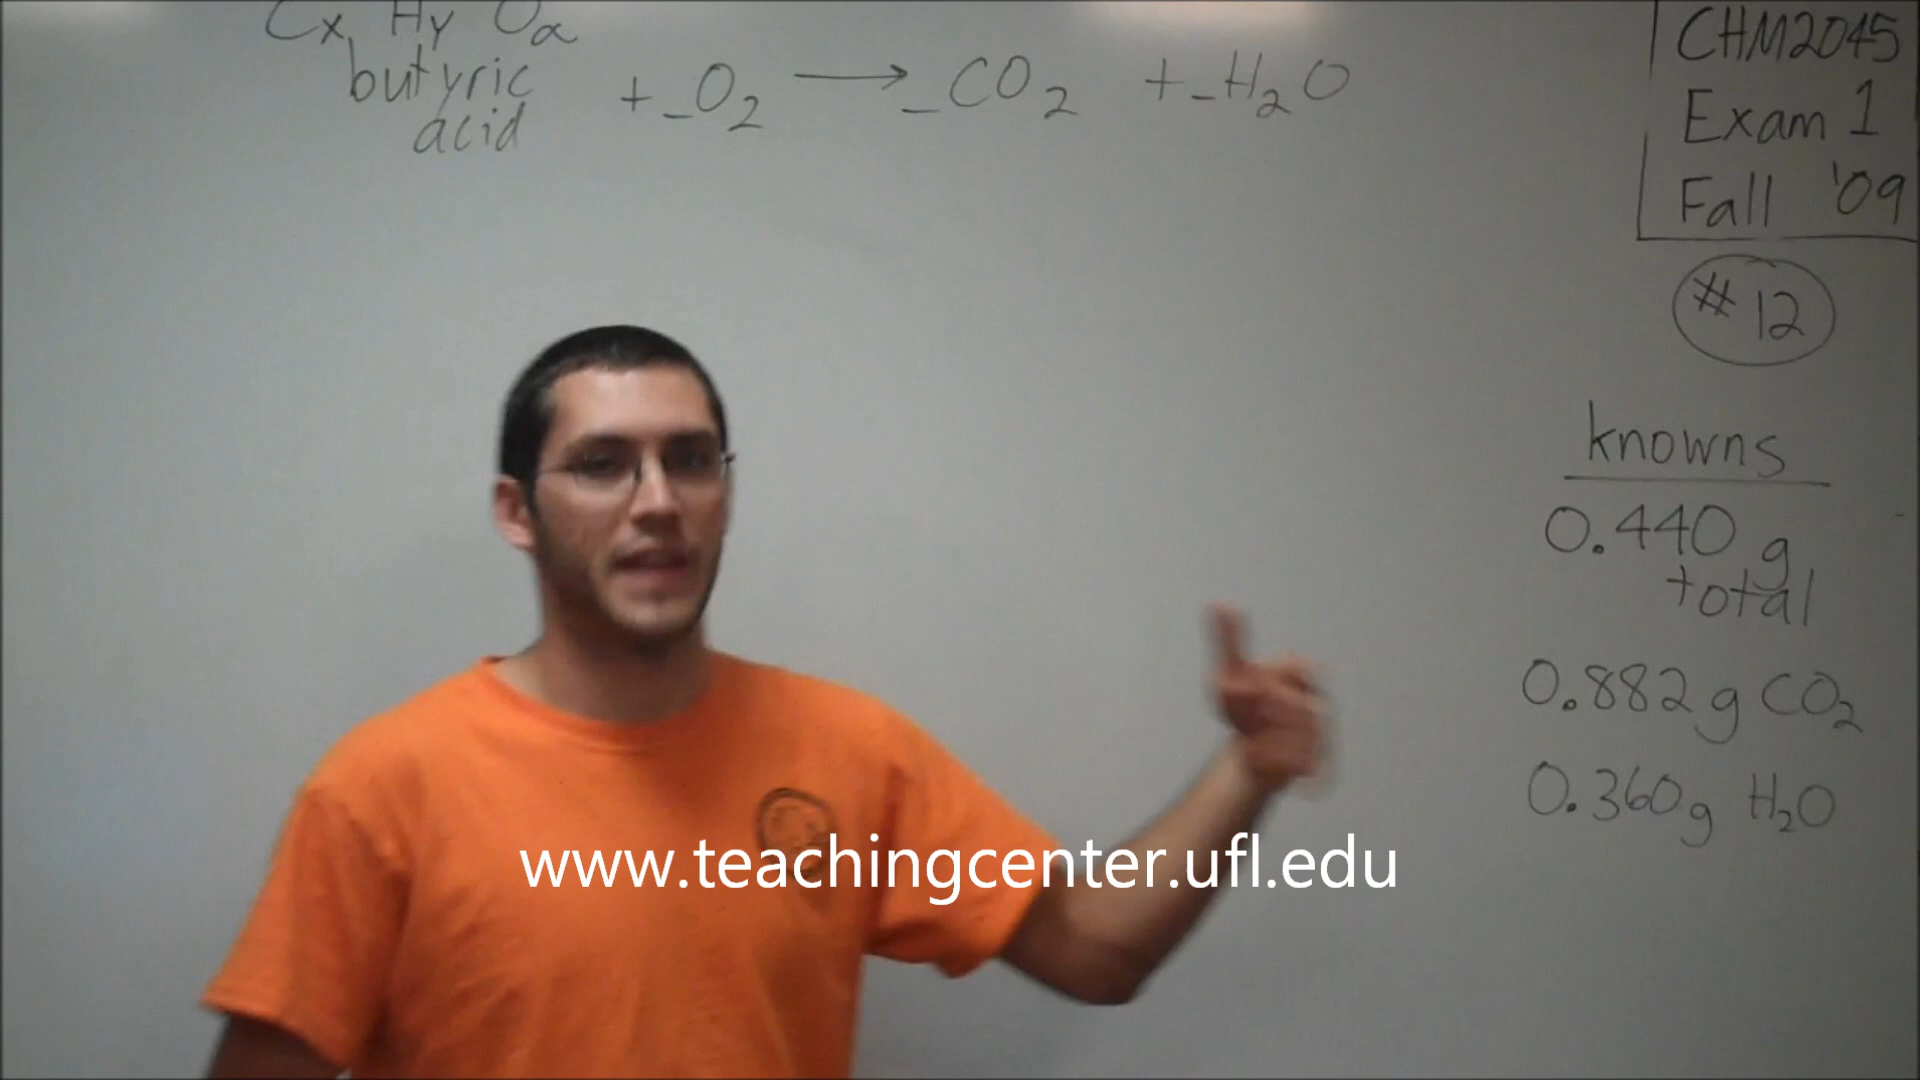 Cx Hy Oα
butyric acid + _O2 → _CO2 + _H2O
CHM2045
Exam 1
Fall '09
#12
knowns
0.440 g
total
0.882 g CO2
0.360 g H2O
www.teachingcenter.ufl.edu